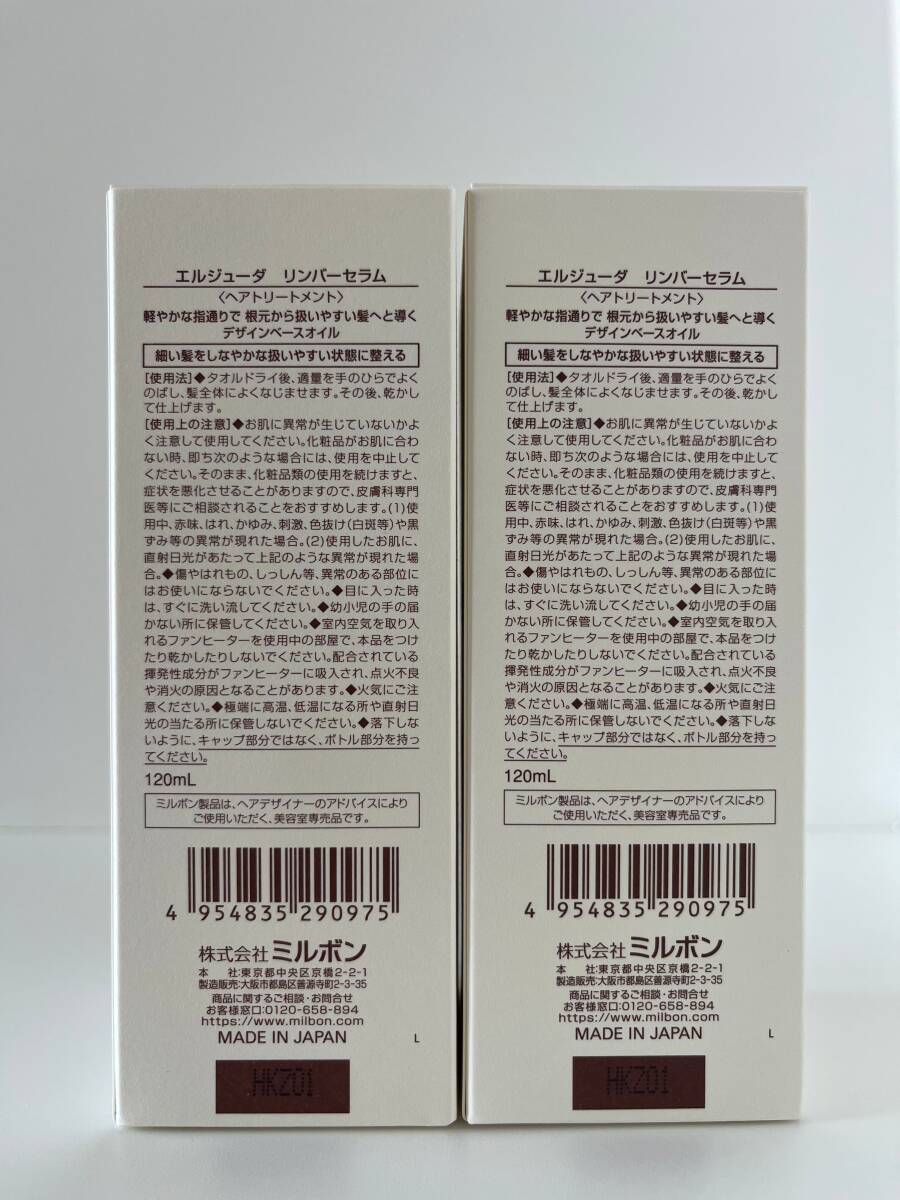 エルジューダ リンバーセラム
〈ヘアトリートメント〉
軽やかな指通りで 根元から扱いやすい髪へと導く
デザインベースオイル
細い髪をしなやかな扱いやすい状態に整える
[使用法]◆タオルドライ後、適量を手のひらでよく
のばし、髪全体によくなじませます。その後、乾かし
て仕上げます。
[使用上の注意]◆お肌に異常が生じていないかよ
く注意して使用してください。化粧品がお肌に合わ
ない時、即ち次のような場合には、使用を中止して
ください。そのまま、化粧品類の使用を続けますと、
症状を悪化させることがありますので、皮膚科専門
医等にご相談されることをおすすめします。(1)使
用中、赤味、はれ、かゆみ、刺激、色抜け(白斑等)や黒
ずみ等の異常が現れた場合。(2)使用したお肌に、
直射日光があたって上記のような異常が現れた場
合。◆傷やはれもの、しっしん等、異常のある部位に
はお使いにならないでください。◆目に入った時
は、すぐに洗い流してください。◆幼小児の手の届
かない所に保管してください。◆室内空気を取り入
れるファンヒーターを使用中の部屋で、本品をつけ
たり乾かしたりしないでください。配合されている
揮発性成分がファンヒーターに吸入され、点火不良
や消火の原因となることがあります。◆火気にご注
意ください。◆極端に高温、低温になる所や直射日
光の当たる所に保管しないでください。◆落下しな
いように、キャップ部分ではなく、ボトル部分を持っ
てください。
120mL
ミルボン製品は、ヘアデザイナーのアドバイスにより
ご使用いただく、美容室専売品です。
4 954835 290975
株式会社 ミルボン
本 社:東京都中央区京橋2-2-1
製造販売:大阪市都島区善源寺町2-3-35
商品に関するご相談・お問合せ
お客様窓口:0120-658-894
https://www.milbon.com
MADE IN JAPAN
L
HKZ01
エルジューダ リンバーセラム
〈ヘアトリートメント〉
軽やかな指通りで 根元から扱いやすい髪へと導く
デザインベースオイル
細い髪をしなやかな扱いやすい状態に整える
[使用法]◆タオルドライ後、適量を手のひらでよく
のばし、髪全体によくなじませます。その後、乾かし
て仕上げます。
[使用上の注意]◆お肌に異常が生じていないかよ
く注意して使用してください。化粧品がお肌に合わ
ない時、即ち次のような場合には、使用を中止して
ください。そのまま、化粧品類の使用を続けますと、
症状を悪化させることがありますので、皮膚科専門
医等にご相談されることをおすすめします。(1)使
用中、赤味、はれ、かゆみ、刺激、色抜け(白斑等)や黒
ずみ等の異常が現れた場合。(2)使用したお肌に、
直射日光があたって上記のような異常が現れた場
合。◆傷やはれもの、しっしん等、異常のある部位に
はお使いにならないでください。◆目に入った時
は、すぐに洗い流してください。◆幼小児の手の届
かない所に保管してください。◆室内空気を取り入
れるファンヒーターを使用中の部屋で、本品をつけ
たり乾かしたりしないでください。配合されている
揮発性成分がファンヒーターに吸入され、点火不良
や消火の原因となることがあります。◆火気にご注
意ください。◆極端に高温、低温になる所や直射日
光の当たる所に保管しないでください。◆落下しな
いように、キャップ部分ではなく、ボトル部分を持っ
てください。
120mL
ミルボン製品は、ヘアデザイナーのアドバイスにより
ご使用いただく、美容室専売品です。
4 954835 290975
株式会社 ミルボン
本 社:東京都中央区京橋2-2-1
製造販売:大阪市都島区善源寺町2-3-35
商品に関するご相談・お問合せ
お客様窓口:0120-658-894
https://www.milbon.com
MADE IN JAPAN
L
HKZ01